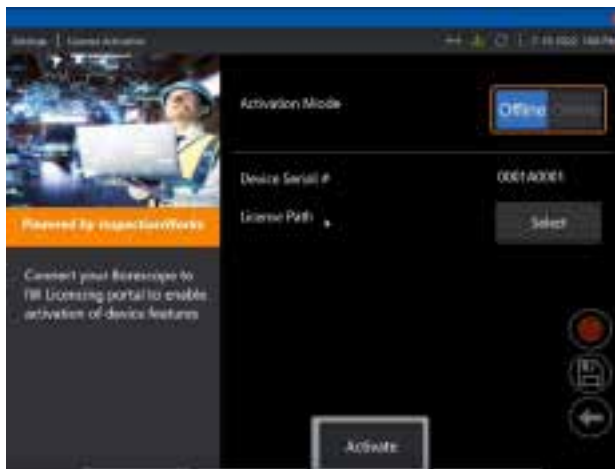 Settings | License Activation
Activation Mode
Offline
Device Serial #
0001A0001
License Path
Select
Powered by InspectionWorks
Connect your Borescope to
IW Licensing portal to enable
activation of device features
Activate